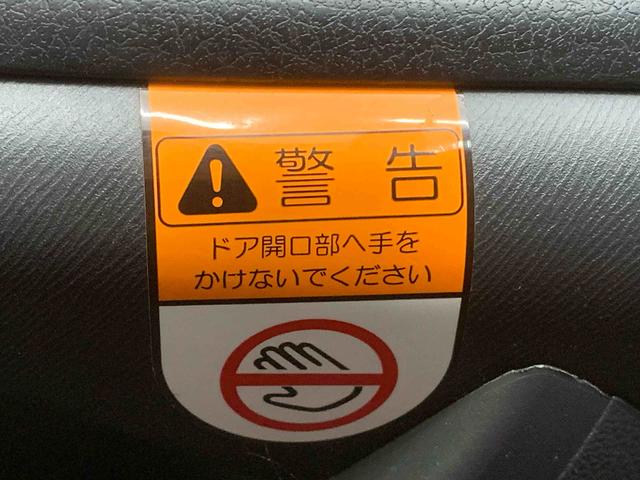 警告
ドア開口部へ手を
かけないでください